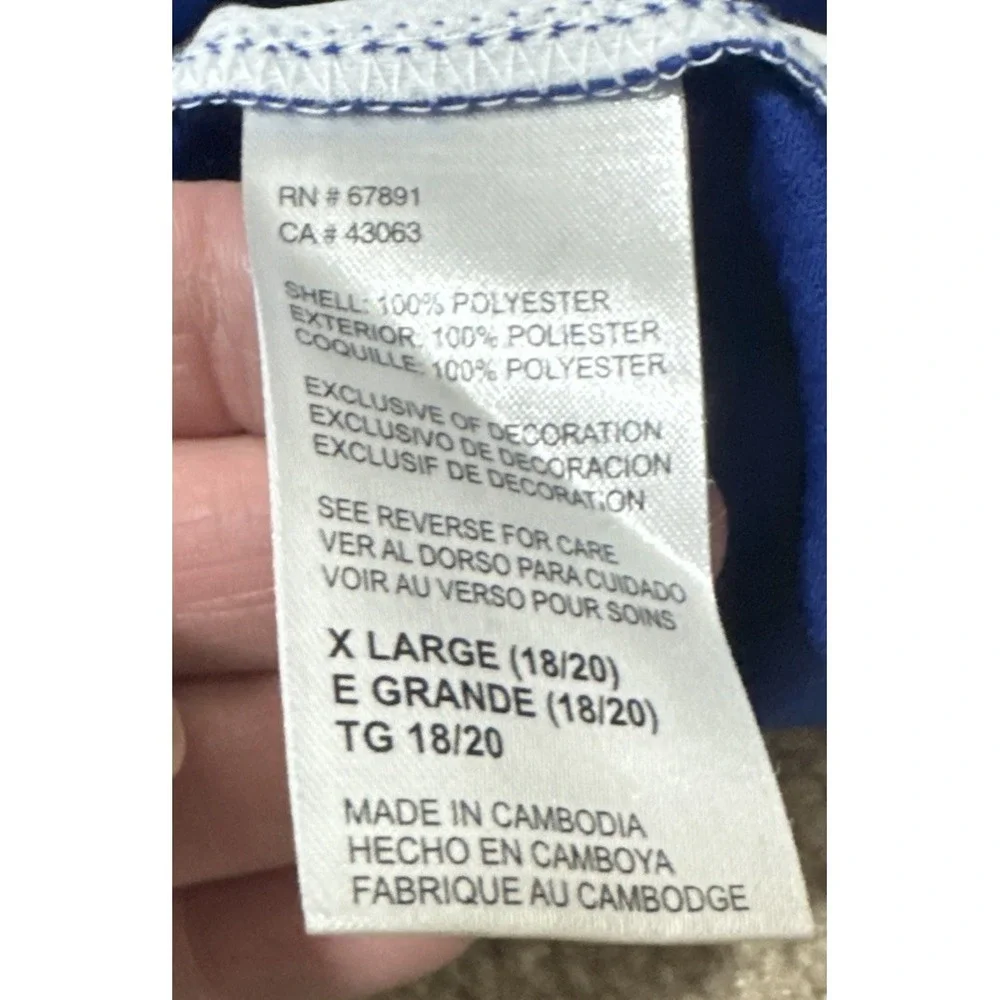 RN # 67891
CA # 43063
SHELL: 100% POLYESTER
EXTERIOR: 100% POLIESTER
COQUILLE: 100% POLYESTER
EXCLUSIVE OF DECORATION
EXCLUSIVO DE DECORACION
EXCLUSIF DE DECORATION
SEE REVERSE FOR CARE
VER AL DORSO PARA CUIDADO
VOIR AU VERSO POUR SOINS
X LARGE (18/20)
E GRANDE (18/20)
TG 18/20
MADE IN CAMBODIA
HECHO EN CAMBOYA
FABRIQUE AU CAMBODGE